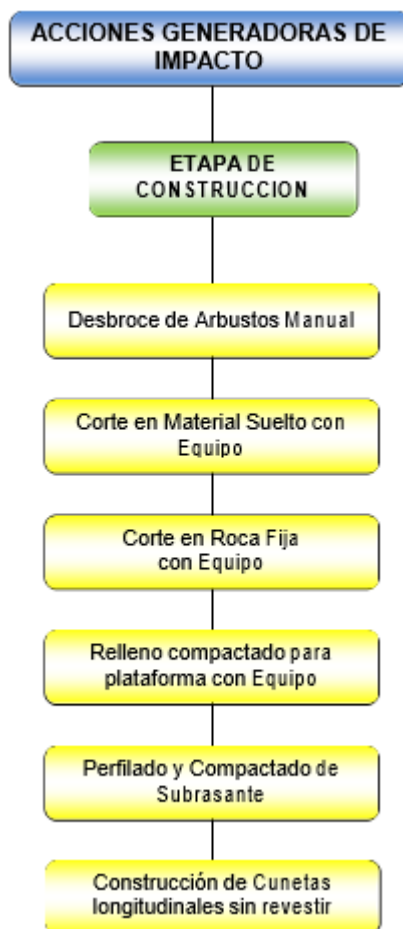 ACCIONES GENERADORAS DE
IMPACTO
ETAPA DE
CONSTRUCCION
Desbroce de Arbustos Manual
Corte en Material Suelto con
Equipo
Corte en Roca Fija
con Equipo
Relleno compactado para
plataforma con Equipo
Perfilado y Compactado de
Subrasante
Construcción de Cunetas
longitudinales sin revestir